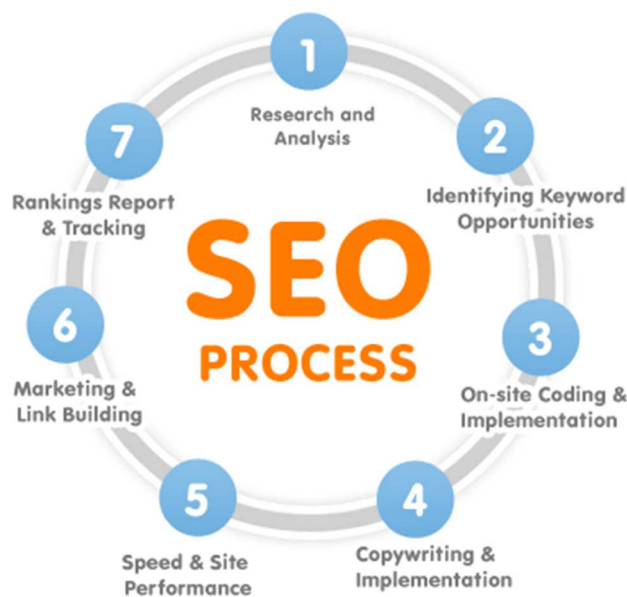 1
Research and
Analysis
2
Identifying Keyword
Opportunities
3
On-site Coding &
Implementation
4
Copywriting &
Implementation
5
Speed & Site
Performance
6
Marketing &
Link Building
7
Rankings Report
& Tracking
SEO
PROCESS